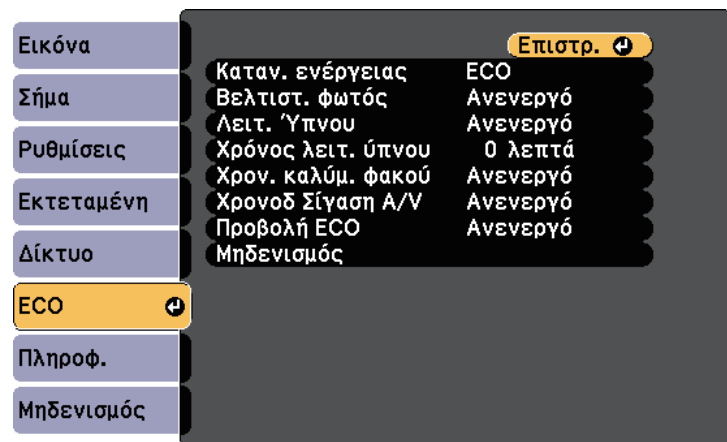 Εικόνα
Σήμα
Ρυθμίσεις
Εκτεταμένη
Δίκτυο
ECO
Πληροφ.
Μηδενισμός
Επιστρ.
Καταν. ενέργειας ECO
Βελτιστ. φωτός Ανενεργό
Λειτ. Ύπνου Ανενεργό
Χρόνος λειτ. ύπνου 0 λεπτά
Χρον. καλύμ. φακού Ανενεργό
Χρονοδ Σίγαση A/V Ανενεργό
Προβολή ECO Ανενεργό
Μηδενισμός